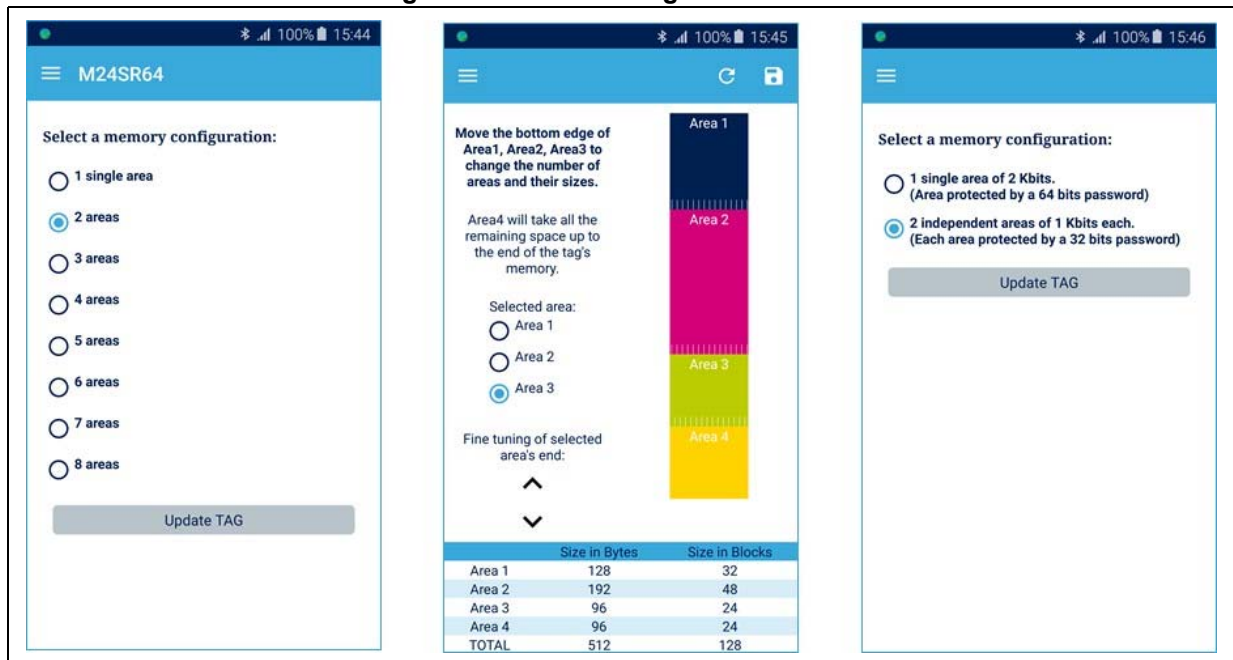 100% 15:44
M24SR64
Select a memory configuration:
1 single area
2 areas
3 areas
4 areas
5 areas
6 areas
7 areas
8 areas
Update TAG
100% 15:45
Move the bottom edge of
Area1, Area2, Area3 to
change the number of
areas and their sizes.
Area4 will take all the
remaining space up to
the end of the tag's
memory.
Selected area:
Area 1
Area 2
Area 3
Fine tuning of selected
area's end:
Area 1
Area 2
Area 3
Area 4
Size in Bytes Size in Blocks
Area 1 128 32
Area 2 192 48
Area 3 96 24
Area 4 96 24
TOTAL 512 128
100% 15:46
Select a memory configuration:
1 single area of 2 Kbits.
(Area protected by a 64 bits password)
2 independent areas of 1 Kbits each.
(Each area protected by a 32 bits password)
Update TAG